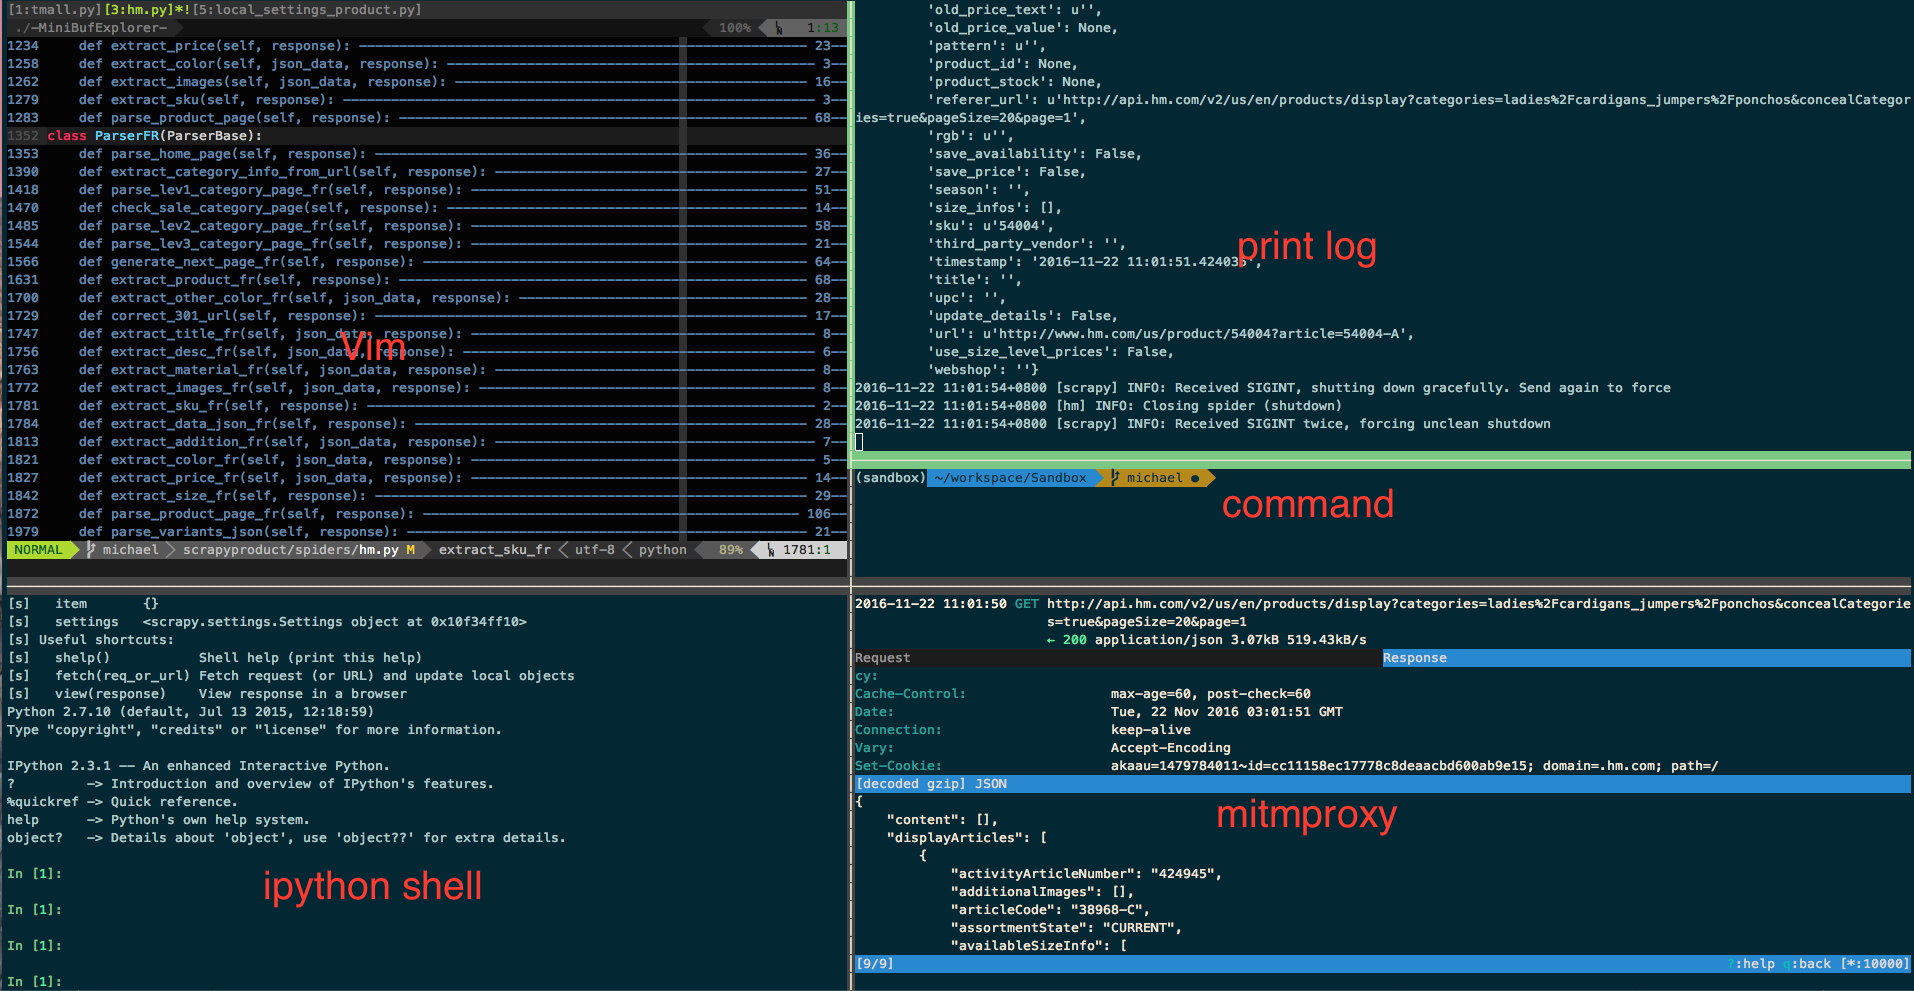 [1:tmall.py][3:hm.py]*![5:local_settings_product.py]
./-MiniBufExplorer- 100% 1:13
1234 def extract_price(self, response): 23
1258 def extract_color(self, json_data, response): 3
1262 def extract_images(self, json_data, response): 16
1279 def extract_sku(self, response): 3
1283 def parse_product_page(self, response): 68
1352 class ParserFR(ParserBase):
1353 def parse_home_page(self, response): 36
1390 def extract_category_info_from_url(self, response): 27
1418 def parse_lev1_category_page_fr(self, response): 51
1470 def check_sale_category_page(self, response): 14
1485 def parse_lev2_category_page_fr(self, response): 58
1544 def parse_lev3_category_page_fr(self, response): 21
1566 def generate_next_page_fr(self, response): 64
1631 def extract_product_fr(self, response): 68
1700 def extract_other_color_fr(self, json_data, response): 28
1729 def correct_301_url(self, response): 17
1747 def extract_title_fr(self, json_data, response): 8
Vim
1756 def extract_desc_fr(self, json_data, response): 6
1763 def extract_material_fr(self, json_data, response): 8
1772 def extract_images_fr(self, json_data, response): 8
1781 def extract_sku_fr(self, response): 2
1784 def extract_data_json_fr(self, response): 28
1813 def extract_addition_fr(self, json_data, response): 7
1821 def extract_color_fr(self, json_data, response): 5
1827 def extract_price_fr(self, json_data, response): 14
1842 def extract_size_fr(self, json_data, response): 29
1872 def parse_product_page_fr(self, response): 106
1979 def parse_variants_json(self, response): 21
NORMAL michael scrapyproduct/spiders/hm.py M extract_sku_fr utf-8 python 89% 1781:1
'old_price_text': u'',
'old_price_value': None,
'pattern': u'',
'product_id': None,
'product_stock': None,
'referer_url': u'http://api.hm.com/v2/us/en/products/display?categories=ladies%2Fcardigans_jumpers%2Fponchos&concealCategor
ies=true&pageSize=20&page=1',
'rgb': u'',
'save_availability': False,
'save_price': False,
'season': '',
'size_infos': [],
'sku': u'54004',
'third_party_vendor': '',
print log
'timestamp': '2016-11-22 11:01:51.424036',
'title': '',
'upc': '',
'update_details': False,
'url': u'http://www.hm.com/us/product/54004?article=54004-A',
'use_size_level_prices': False,
'webshop': ''}
2016-11-22 11:01:54+0800 [scrapy] INFO: Received SIGINT, shutting down gracefully. Send again to force
2016-11-22 11:01:54+0800 [hm] INFO: Closing spider (shutdown)
2016-11-22 11:01:54+0800 [scrapy] INFO: Received SIGINT twice, forcing unclean shutdown
(sandbox) ~/workspace/Sandbox michael ●
command
[s] item {}
[s] settings <scrapy.settings.Settings object at 0x10f34ff10>
[s] Useful shortcuts:
[s] shelp() Shell help (print this help)
[s] fetch(req_or_url) Fetch request (or URL) and update local objects
[s] view(response) View response in a browser
Python 2.7.10 (default, Jul 13 2015, 12:18:59)
Type "copyright", "credits" or "license" for more information.
IPython 2.3.1 -- An enhanced Interactive Python.
? -> Introduction and overview of IPython's features.
%quickref -> Quick reference.
help -> Python's own help system.
object? -> Details about 'object', use 'object??' for extra details.
In [1]:
ipython shell
In [1]:
In [1]:
In [1]:
2016-11-22 11:01:50 GET http://api.hm.com/v2/us/en/products/display?categories=ladies%2Fcardigans_jumpers%2Fponchos&concealCategorie
s=true&pageSize=20&page=1
← 200 application/json 3.07kB 519.43kB/s
Request Response
cy:
Cache-Control: max-age=60, post-check=60
Date: Tue, 22 Nov 2016 03:01:51 GMT
Connection: keep-alive
Vary: Accept-Encoding
Set-Cookie: akaau=1479784011~id=cc11158ec17778c8deaacbd600ab9e15; domain=.hm.com; path=/
[decoded gzip] JSON
{
mitmproxy
"content": [],
"displayArticles": [
{
"activityArticleNumber": "424945",
"additionalImages": [],
"articleCode": "38968-C",
"assortmentState": "CURRENT",
"availableSizeInfo": [
[9/9] ?:help q:back [*:10000]